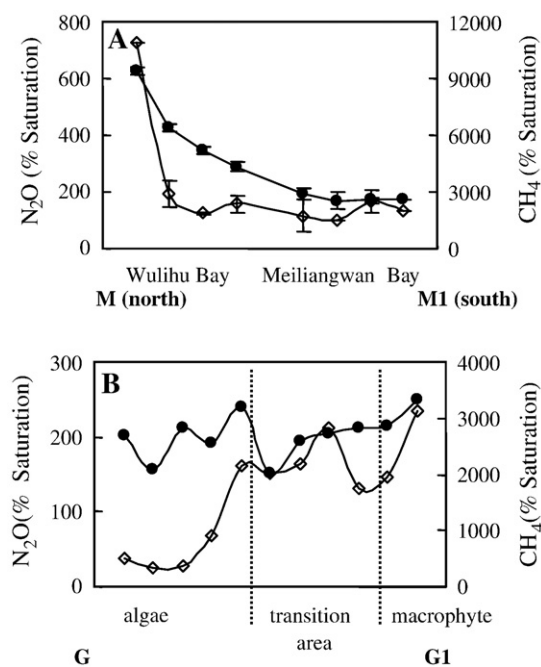 800
12000
A
600
9000
400
6000
200
3000
0
0
N₂O (% Saturation)
CH₄ (% Saturation)
Wulihu Bay
Meiliangwan Bay
M (north)
M1 (south)
300
4000
B
3000
200
2000
100
1000
0
0
N₂O(% Saturation)
CH₄(% Saturation)
algae
transition
area
macrophyte
G
G1